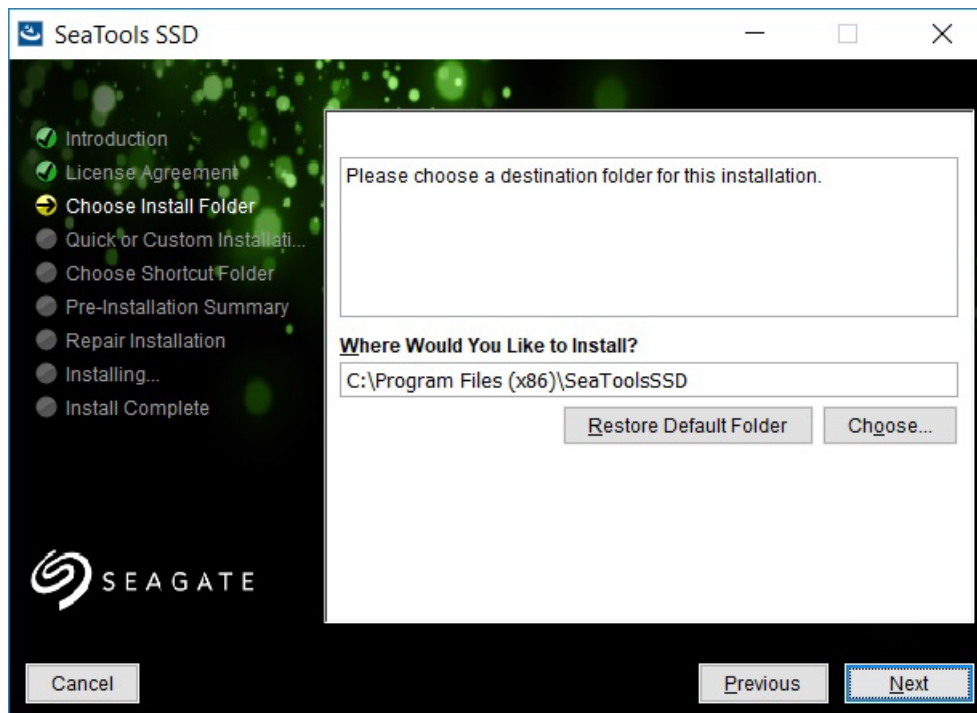 SeaTools SSD
Introduction
License Agreement
Choose Install Folder
Quick or Custom Installati...
Choose Shortcut Folder
Pre-Installation Summary
Repair Installation
Installing...
Install Complete
SEAGATE
Please choose a destination folder for this installation.
Where Would You Like to Install?
C:\Program Files (x86)\SeaToolsSSD
Restore Default Folder
Choose...
Cancel
Previous
Next